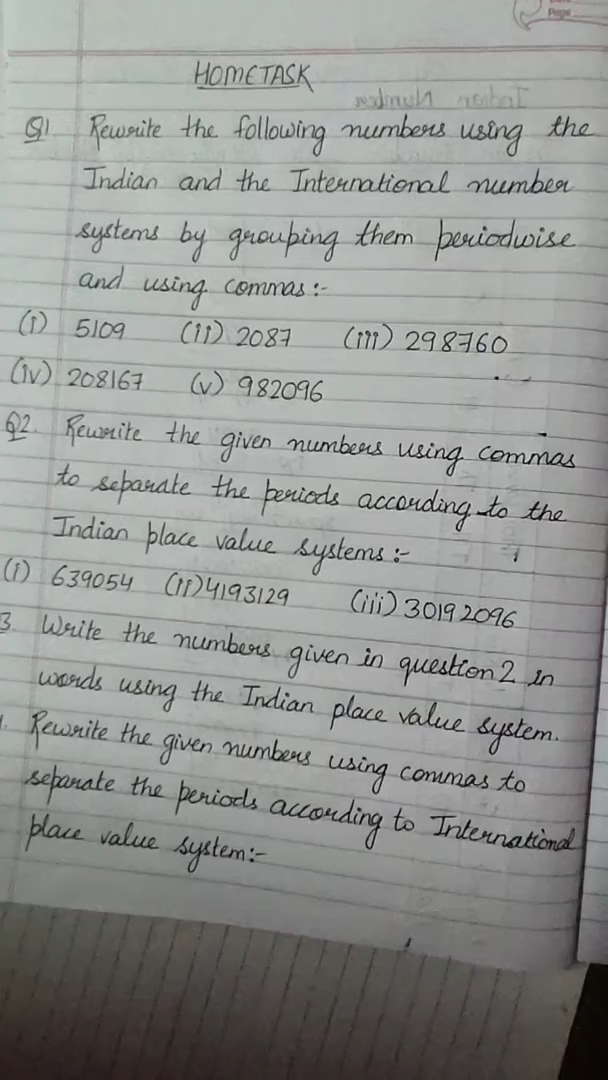 Page
HOMETASK
Q1 Rewrite the following numbers using the
Indian and the International number
systems by grouping them periodwise
and using commas:-
(i) 5109 (ii) 2087 (iii) 298760
(iv) 208167 (v) 982096
Q2. Rewrite the given numbers using commas
to separate the periods according to the
Indian place value systems:-
(i) 639054 (ii) 4193129 (iii) 30192096
3. Write the numbers given in question 2 in
words using the Indian place value system.
. Rewrite the given numbers using commas to
separate the periods according to International
place value system:-